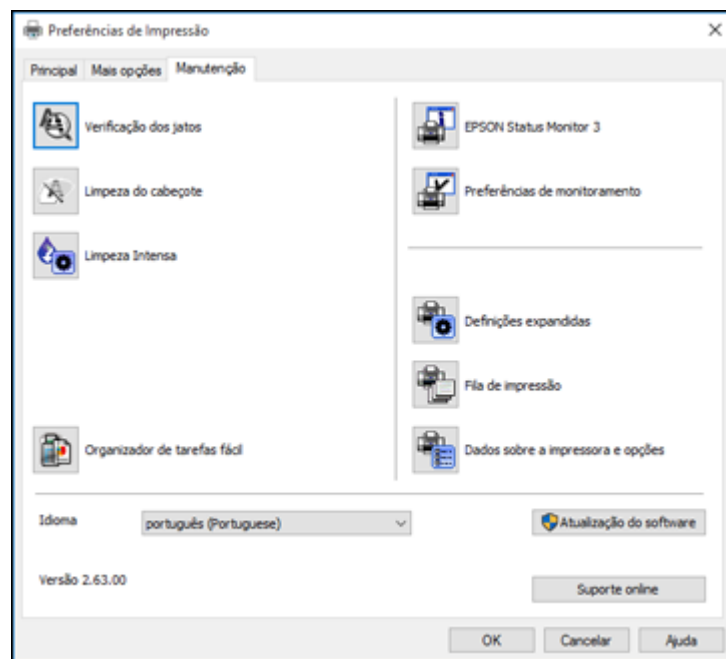 Preferências de Impressão
Principal
Mais opções
Manutenção
Verificação dos jatos
EPSON Status Monitor 3
Limpeza do cabeçote
Preferências de monitoramento
Limpeza Intensa
Definições expandidas
Fila de impressão
Organizador de tarefas fácil
Dados sobre a impressora e opções
Idioma
português (Portuguese)
Atualização do software
Versão 2.63.00
Suporte online
OK
Cancelar
Ajuda